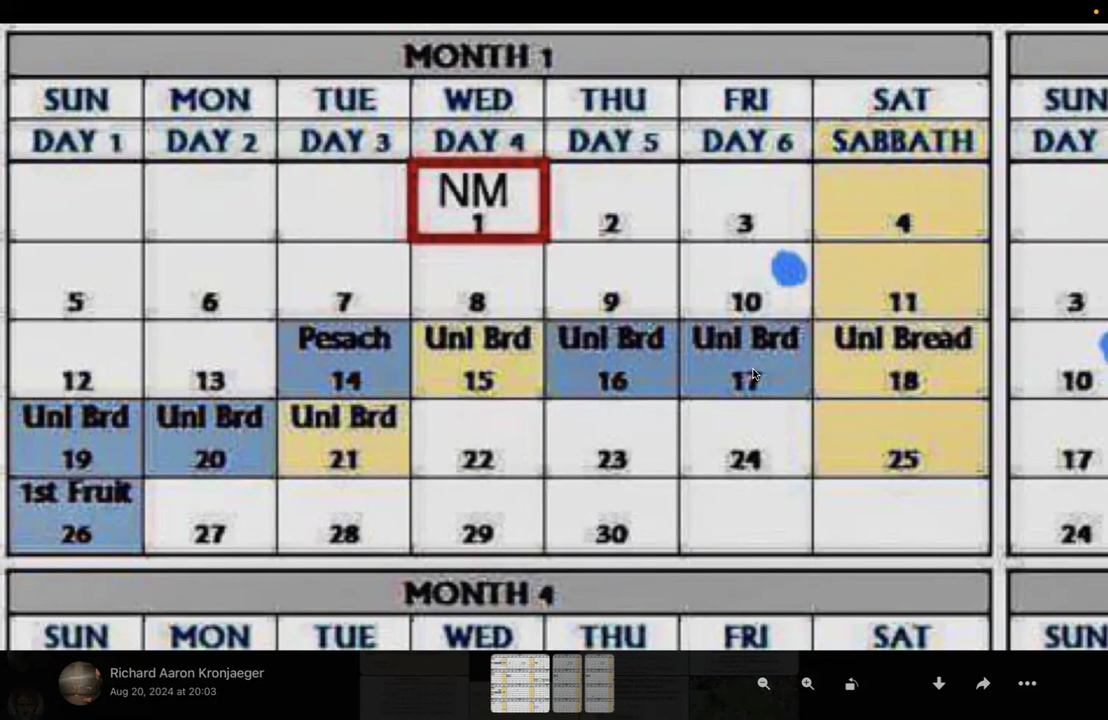 MONTH 1
SUN MON TUE WED THU FRI SAT SUN
DAY 1 DAY 2 DAY 3 DAY 4 DAY 5 DAY 6 SABBATH DAY
NM
1 2 3 4
5 6 7 8 9 10 11 3
Pesach Unl Brd Unl Brd Unl Brd Unl Bread
12 13 14 15 16 17 18 10
Unl Brd Unl Brd Unl Brd
19 20 21 22 23 24 25 17
1st Fruit
26 27 28 29 30 24
MONTH 4
SUN MON TUE WED THU FRI SAT SUN
Richard Aaron Kronjaeger
Aug 20, 2024 at 20:03